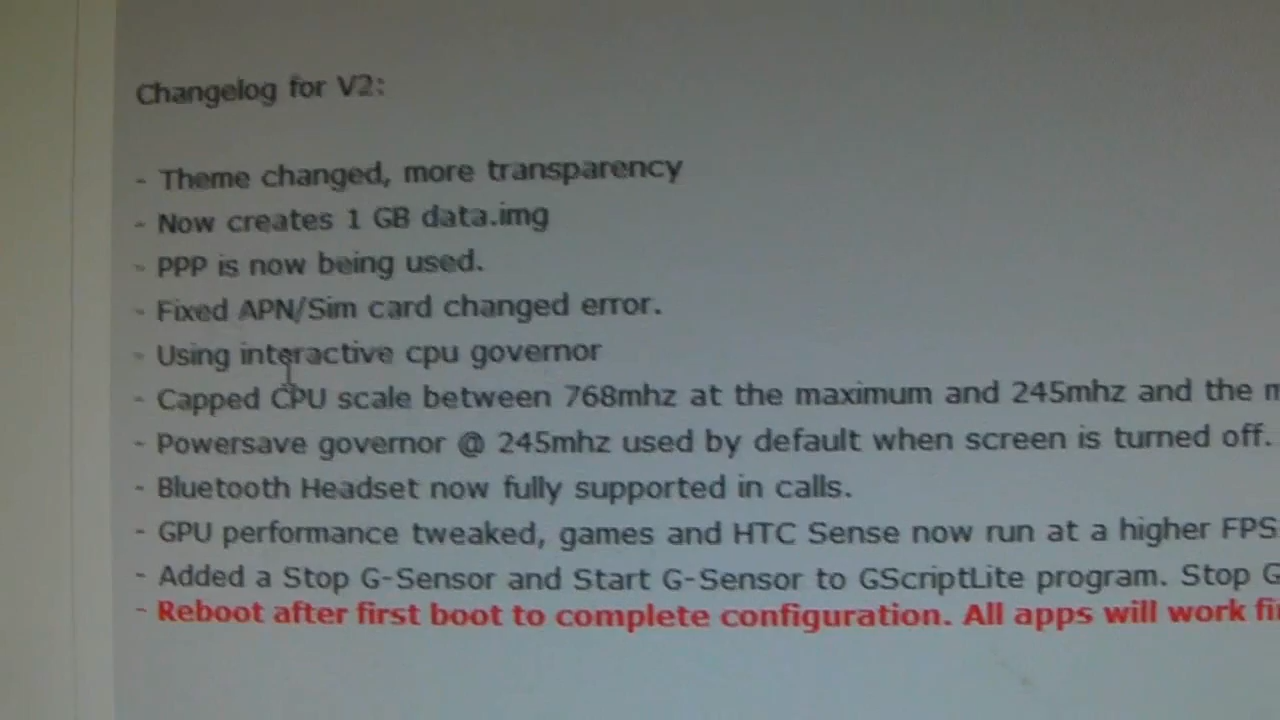 Changelog for V2:
- Theme changed, more transparency
- Now creates 1 GB data.img
- PPP is now being used.
- Fixed APN/Sim card changed error.
- Using interactive cpu governor
- Capped CPU scale between 768mhz at the maximum and 245mhz and the
- Powersave governor @ 245mhz used by default when screen is turned off.
- Bluetooth Headset now fully supported in calls.
- GPU performance tweaked, games and HTC Sense now run at a higher FPS
- Added a Stop G-Sensor and Start G-Sensor to GScriptLite program. Stop
- Reboot after first boot to complete configuration. All apps will work